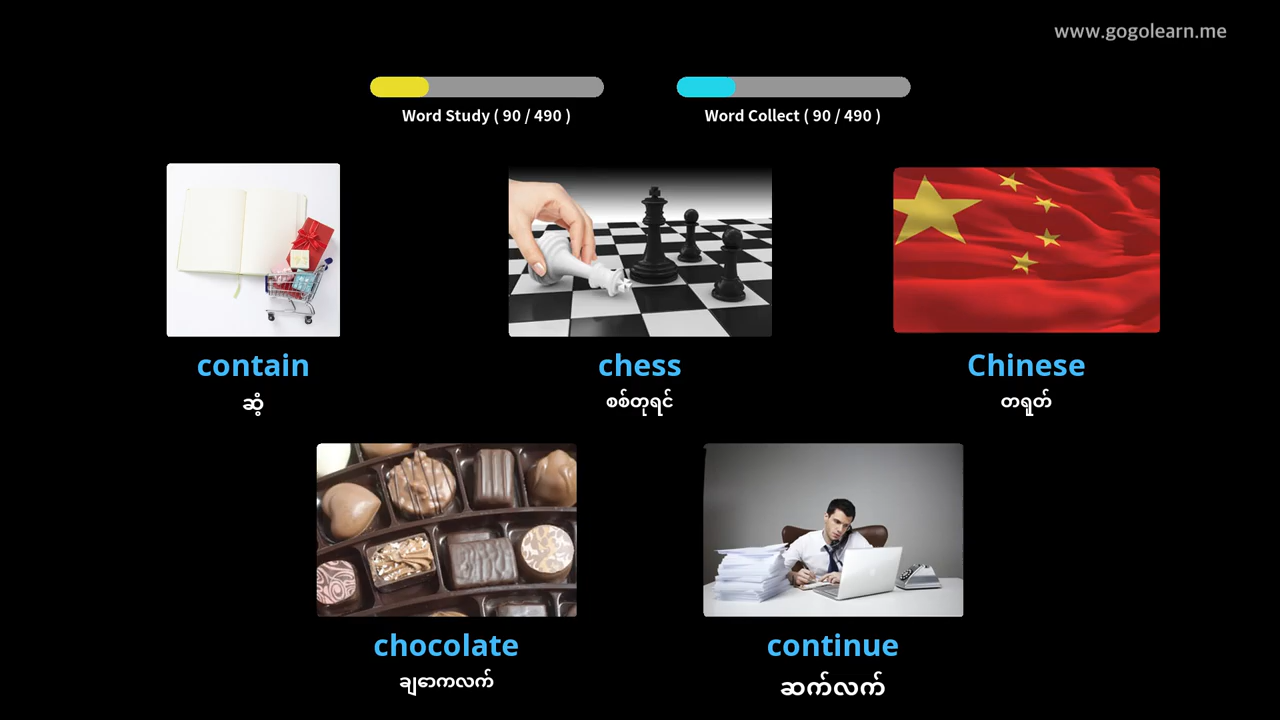 www.gogolearn.me
Word Study ( 90 / 490 )
Word Collect ( 90 / 490 )
contain
ဆံ့
chess
စစ်တုရင်
Chinese
တရုတ်
chocolate
ချောကလက်
continue
ဆက်လက်